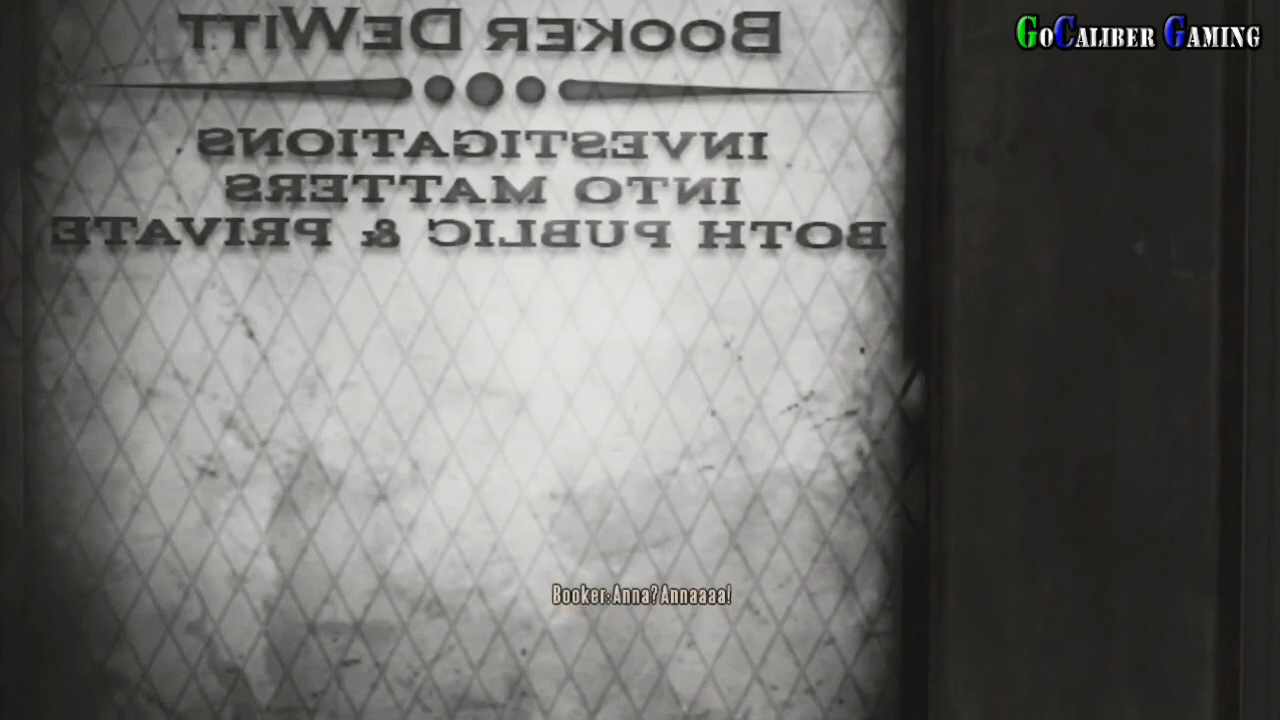 BOOKER DEWITT
GOCALIBER GAMING
INVESTIGATIONS
INTO MATTERS
BOTH PUBLIC & PRIVATE
Booker: Anna? Annaaaa!